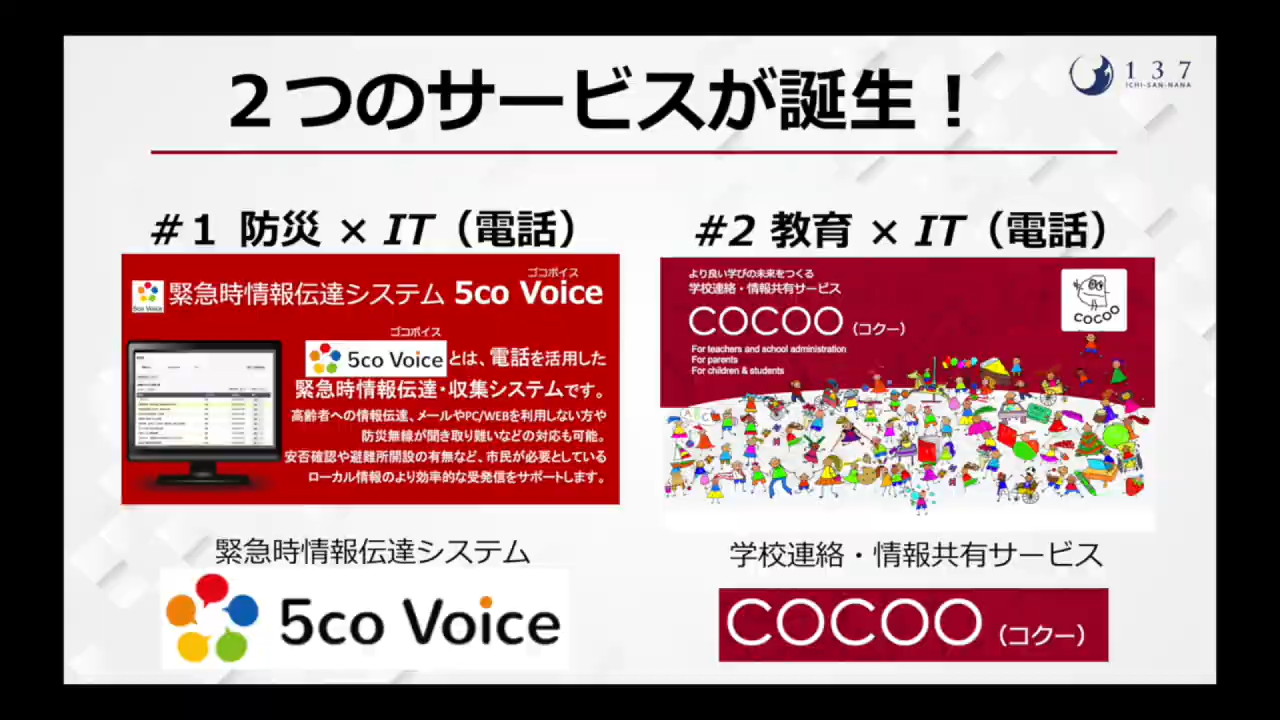 ２つのサービスが誕生！
1 3 7
ICHI-SAN-NANA
＃1 防災 × IT（電話）
5co Voice
緊急時情報伝達システム 5co Voice
ゴコボイス
ゴコボイス
5co Voice とは、電話を活用した
緊急時情報伝達・収集システムです。
高齢者への情報伝達、メールやPC/WEBを利用しない方や
防災無線が聞き取り難いなどの対応も可能。
安否確認や避難所開設の有無など、市民が必要としている
ローカル情報のより効率的な受発信をサポートします。
緊急時情報伝達システム
5co Voice
#2 教育 × IT（電話）
より良い学びの未来をつくる
学校連絡・情報共有サービス
COCOO（コクー）
For teachers and school administration
For parents
For children & students
COCOO
学校連絡・情報共有サービス
COCOO（コクー）